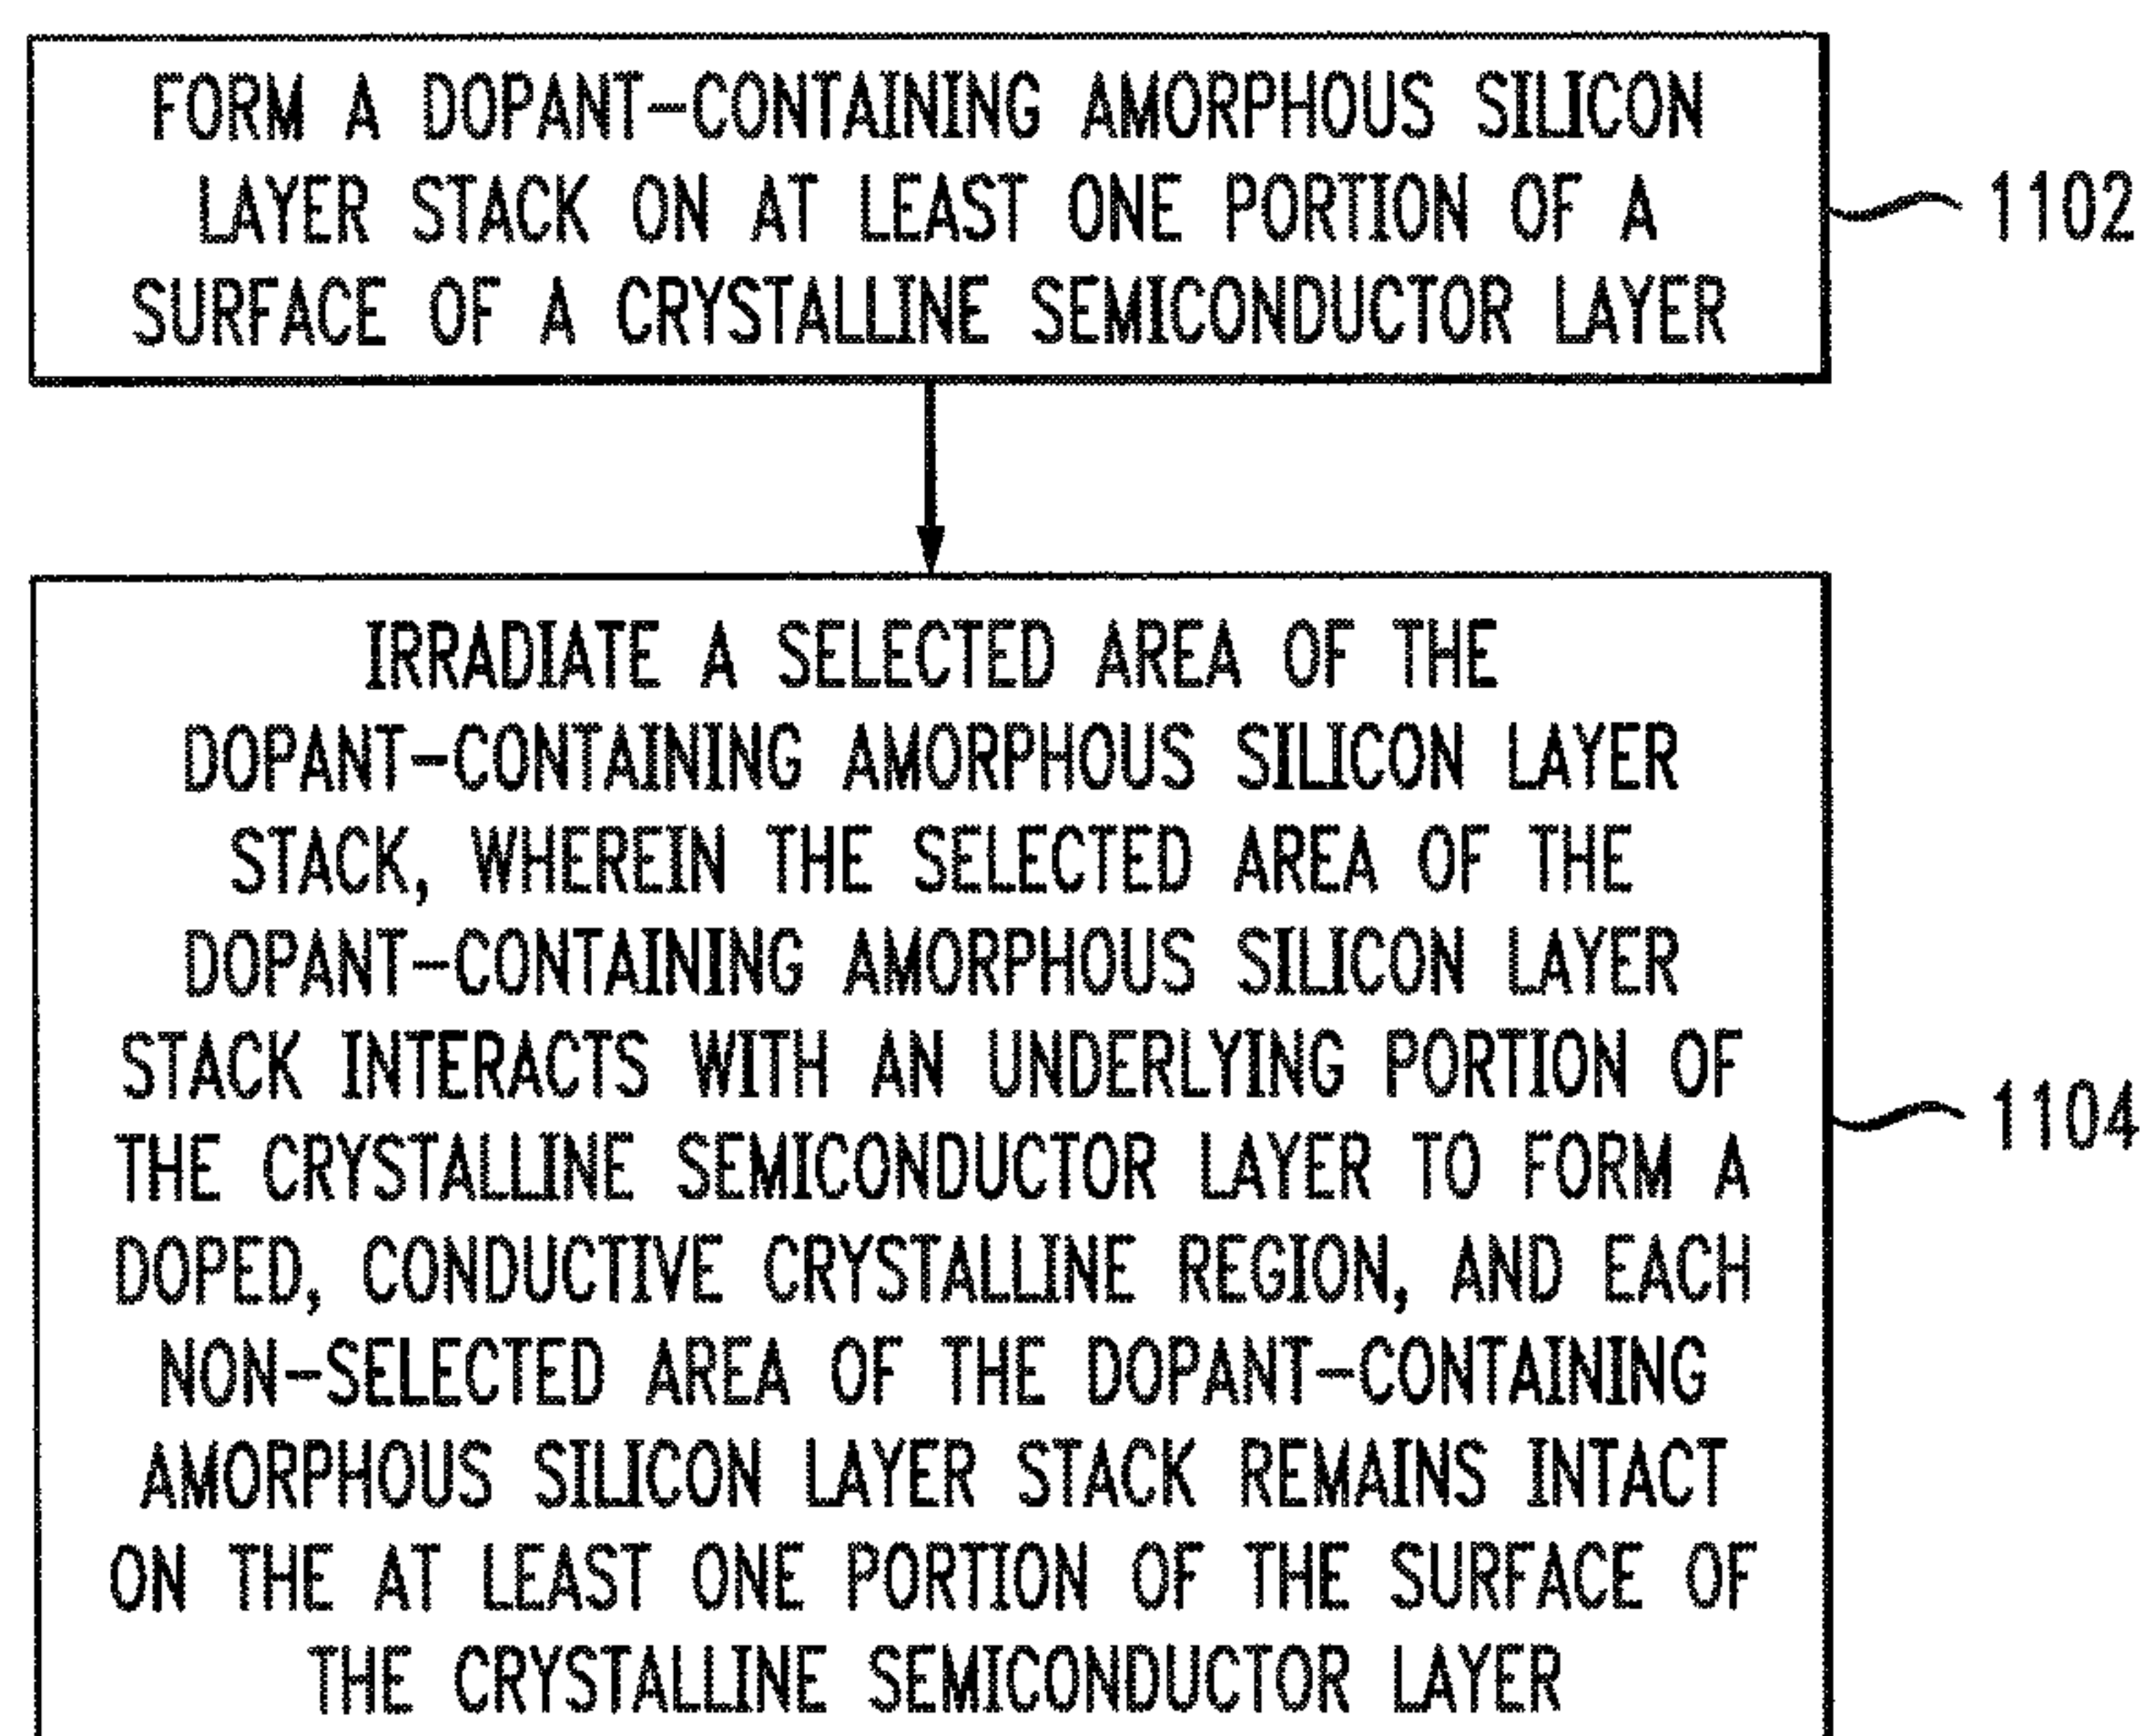 FORM A DOPANT-CONTAINING AMORPHOUS SILICON
LAYER STACK ON AT LEAST ONE PORTION OF A
SURFACE OF A CRYSTALLINE SEMICONDUCTOR LAYER
1102
IRRADIATE A SELECTED AREA OF THE
DOPANT-CONTAINING AMORPHOUS SILICON LAYER
STACK, WHEREIN THE SELECTED AREA OF THE
DOPANT-CONTAINING AMORPHOUS SILICON LAYER
STACK INTERACTS WITH AN UNDERLYING PORTION OF
THE CRYSTALLINE SEMICONDUCTOR LAYER TO FORM A
DOPED, CONDUCTIVE CRYSTALLINE REGION, AND EACH
NON-SELECTED AREA OF THE DOPANT-CONTAINING
AMORPHOUS SILICON LAYER STACK REMAINS INTACT
ON THE AT LEAST ONE PORTION OF THE SURFACE OF
THE CRYSTALLINE SEMICONDUCTOR LAYER
1104